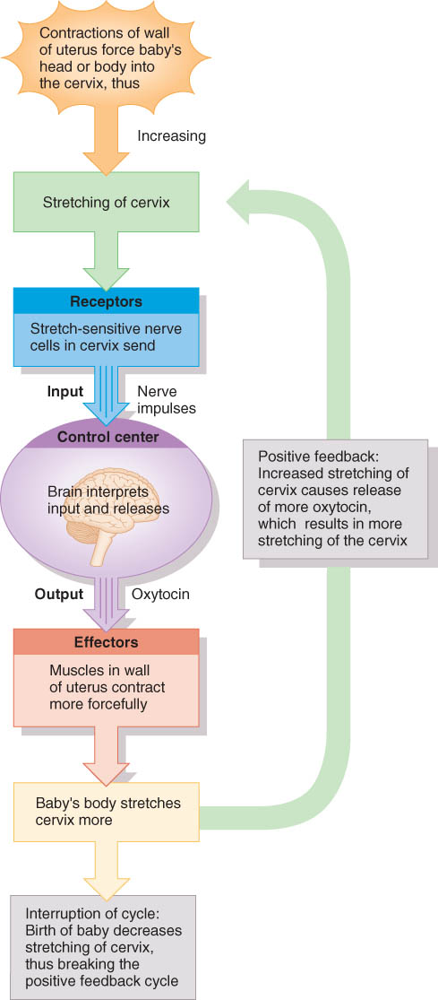 Contractions of wall
of uterus force baby's
head or body into
the cervix, thus
Increasing
Stretching of cervix
Receptors
Stretch-sensitive nerve
cells in cervix send
Input
Nerve
impulses
Control center
Brain interprets
input and releases
Output
Oxytocin
Effectors
Muscles in wall
of uterus contract
more forcefully
Baby's body stretches
cervix more
Positive feedback:
Increased stretching of
cervix causes release
of more oxytocin,
which results in more
stretching of the cervix
Interruption of cycle:
Birth of baby decreases
stretching of cervix,
thus breaking the
positive feedback cycle